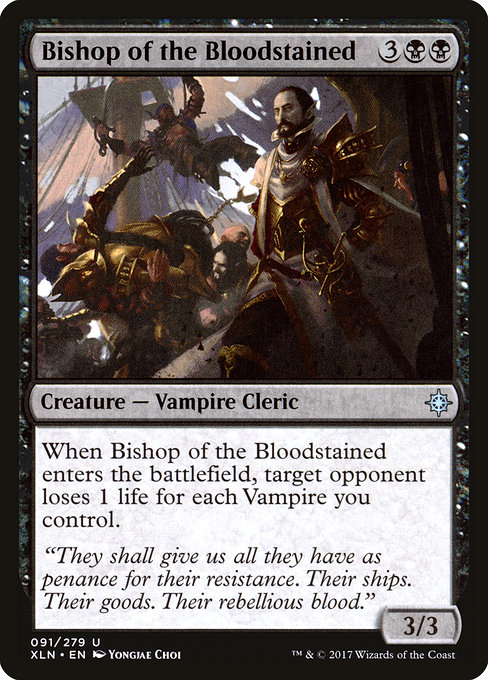 Bishop of the Bloodstained 3
Creature — Vampire Cleric
When Bishop of the Bloodstained
enters the battlefield, target opponent
loses 1 life for each Vampire you
control.
“They shall give us all they have as
penance for their resistance. Their ships.
Their goods. Their rebellious blood.”
3/3
091/279 U
XLN • EN Yongjae Choi
™ & © 2017 Wizards of the Coast